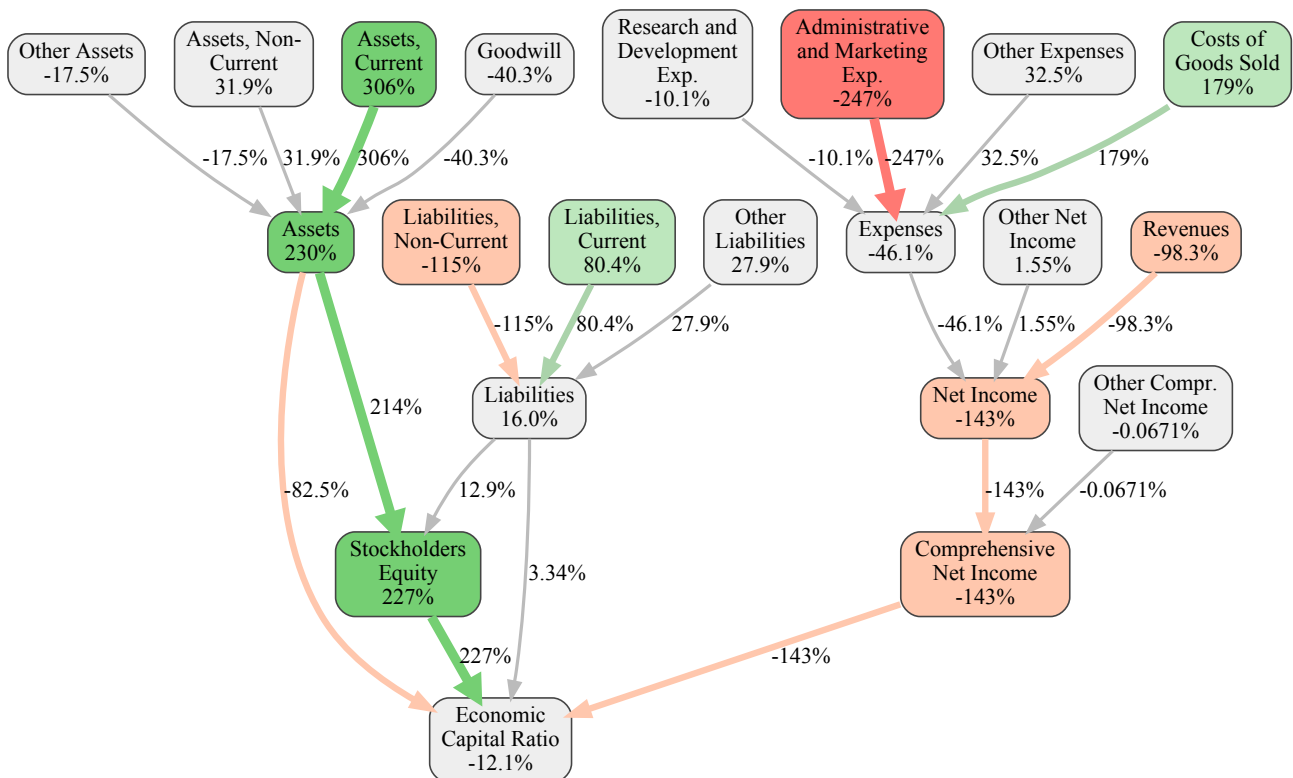 Other Assets
-17.5%
Assets, Non-
Current
31.9%
Assets,
Current
306%
Goodwill
-40.3%
Research and
Development
Exp.
-10.1%
Administrative
and Marketing
Exp.
-247%
Other Expenses
32.5%
Costs of
Goods Sold
179%
-17.5%
31.9%
306%
-40.3%
-10.1%
-247%
32.5%
179%
Assets
230%
Liabilities,
Non-Current
-115%
Liabilities,
Current
80.4%
Other
Liabilities
27.9%
Expenses
-46.1%
Other Net
Income
1.55%
Revenues
-98.3%
-115%
80.4%
27.9%
-46.1%
1.55%
-98.3%
214%
Liabilities
16.0%
Net Income
-143%
Other Compr.
Net Income
-0.0671%
-82.5%
12.9%
-143%
-0.0671%
Stockholders
Equity
227%
3.34%
Comprehensive
Net Income
-143%
227%
-143%
Economic
Capital Ratio
-12.1%